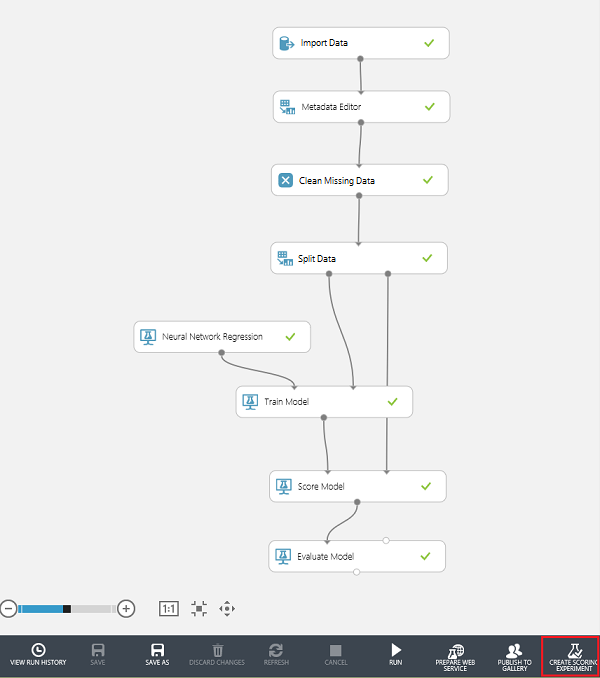 Import Data
Metadata Editor
Clean Missing Data
Split Data
Neural Network Regression
Train Model
Score Model
Evaluate Model
1:1
VIEW RUN HISTORY
SAVE
SAVE AS
DISCARD CHANGES
REFRESH
CANCEL
RUN
PREPARE WEB
SERVICE
PUBLISH TO
GALLERY
CREATE SCORING
EXPERIMENT